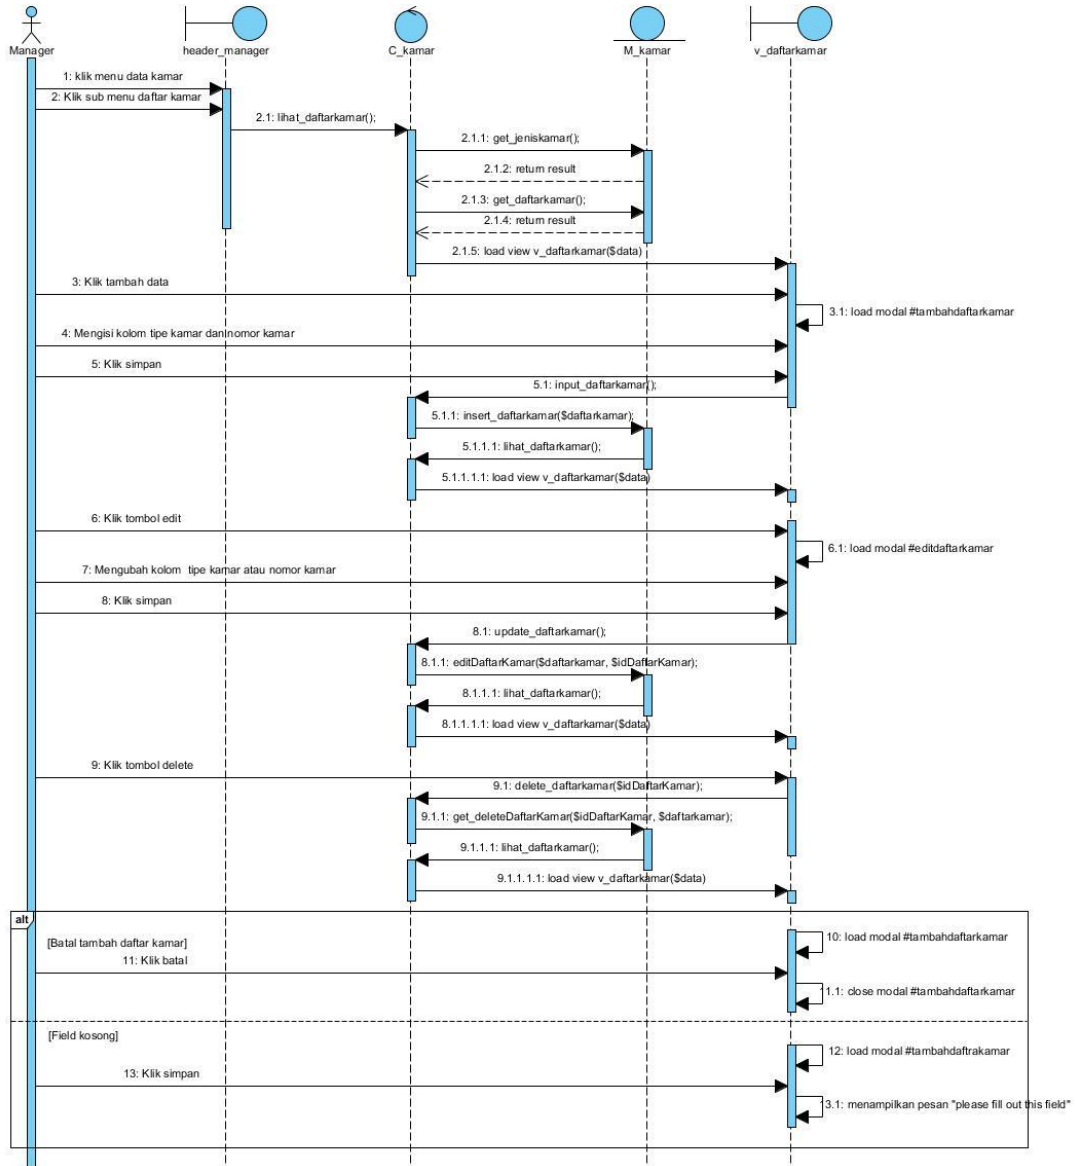 Manager
header_manager
C_kamar
M_kamar
v_daftarkamar
1: klik menu data kamar
2: Klik sub menu daftar kamar
2.1: lihat_daftarkamar();
2.1.1: get_jeniskamar();
2.1.2: return result
2.1.3: get_daftarkamar();
2.1.4: return result
2.1.5: load view v_daftarkamar($data)
3: Klik tambah data
3.1: load modal #tambahdaftarkamar
4: Mengisi kolom tipe kamar dan nomor kamar
5: Klik simpan
5.1: input_daftarkamar();
5.1.1: insert_daftarkamar($daftarkamar);
5.1.1.1: lihat_daftarkamar();
5.1.1.1.1: load view v_daftarkamar($data)
6: Klik tombol edit
6.1: load modal #editdaftarkamar
7: Mengubah kolom  tipe kamar atau nomor kamar
8: Klik simpan
8.1: update_daftarkamar();
8.1.1: editDaftarKamar($daftarkamar, $idDaftarKamar);
8.1.1.1: lihat_daftarkamar();
8.1.1.1.1: load view v_daftarkamar($data)
9: Klik tombol delete
9.1: delete_daftarkamar($idDaftarKamar);
9.1.1: get_deleteDaftarKamar($idDaftarKamar, $daftarkamar);
9.1.1.1: lihat_daftarkamar();
9.1.1.1.1: load view v_daftarkamar($data)
alt
[Batal tambah daftar kamar]
10: load modal #tambahdaftarkamar
11: Klik batal
1.1: close modal #tambahdaftarkamar
[Field kosong]
12: load modal #tambahdaftrakamar
13: Klik simpan
3.1: menampilkan pesan "please fill out this field"